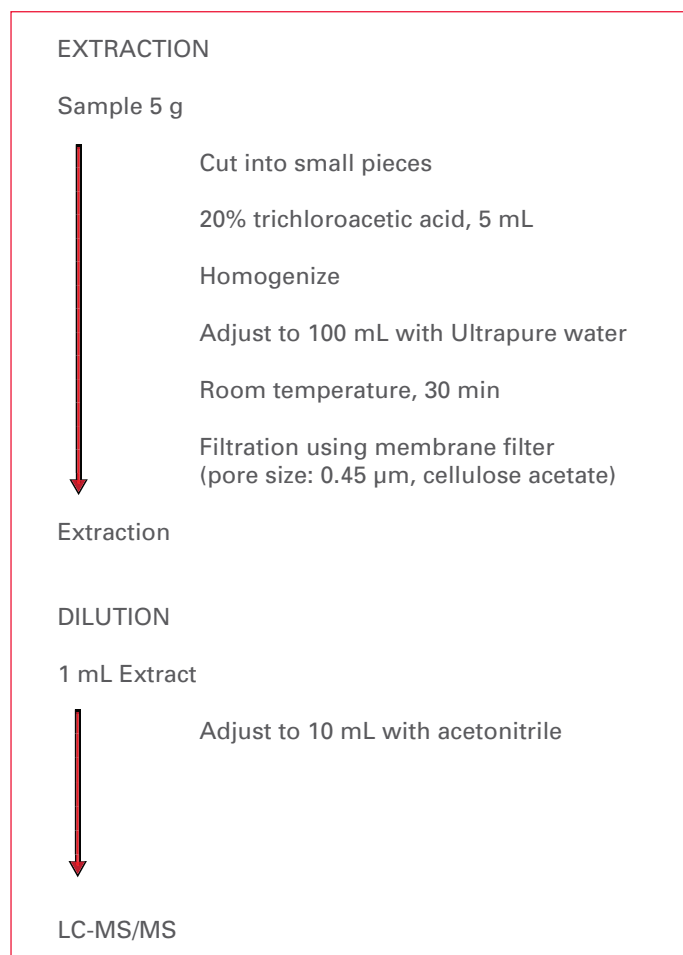 EXTRACTION
Sample 5 g
Cut into small pieces
20% trichloroacetic acid, 5 mL
Homogenize
Adjust to 100 mL with Ultrapure water
Room temperature, 30 min
Filtration using membrane filter
(pore size: 0.45 µm, cellulose acetate)
Extraction
DILUTION
1 mL Extract
Adjust to 10 mL with acetonitrile
LC-MS/MS